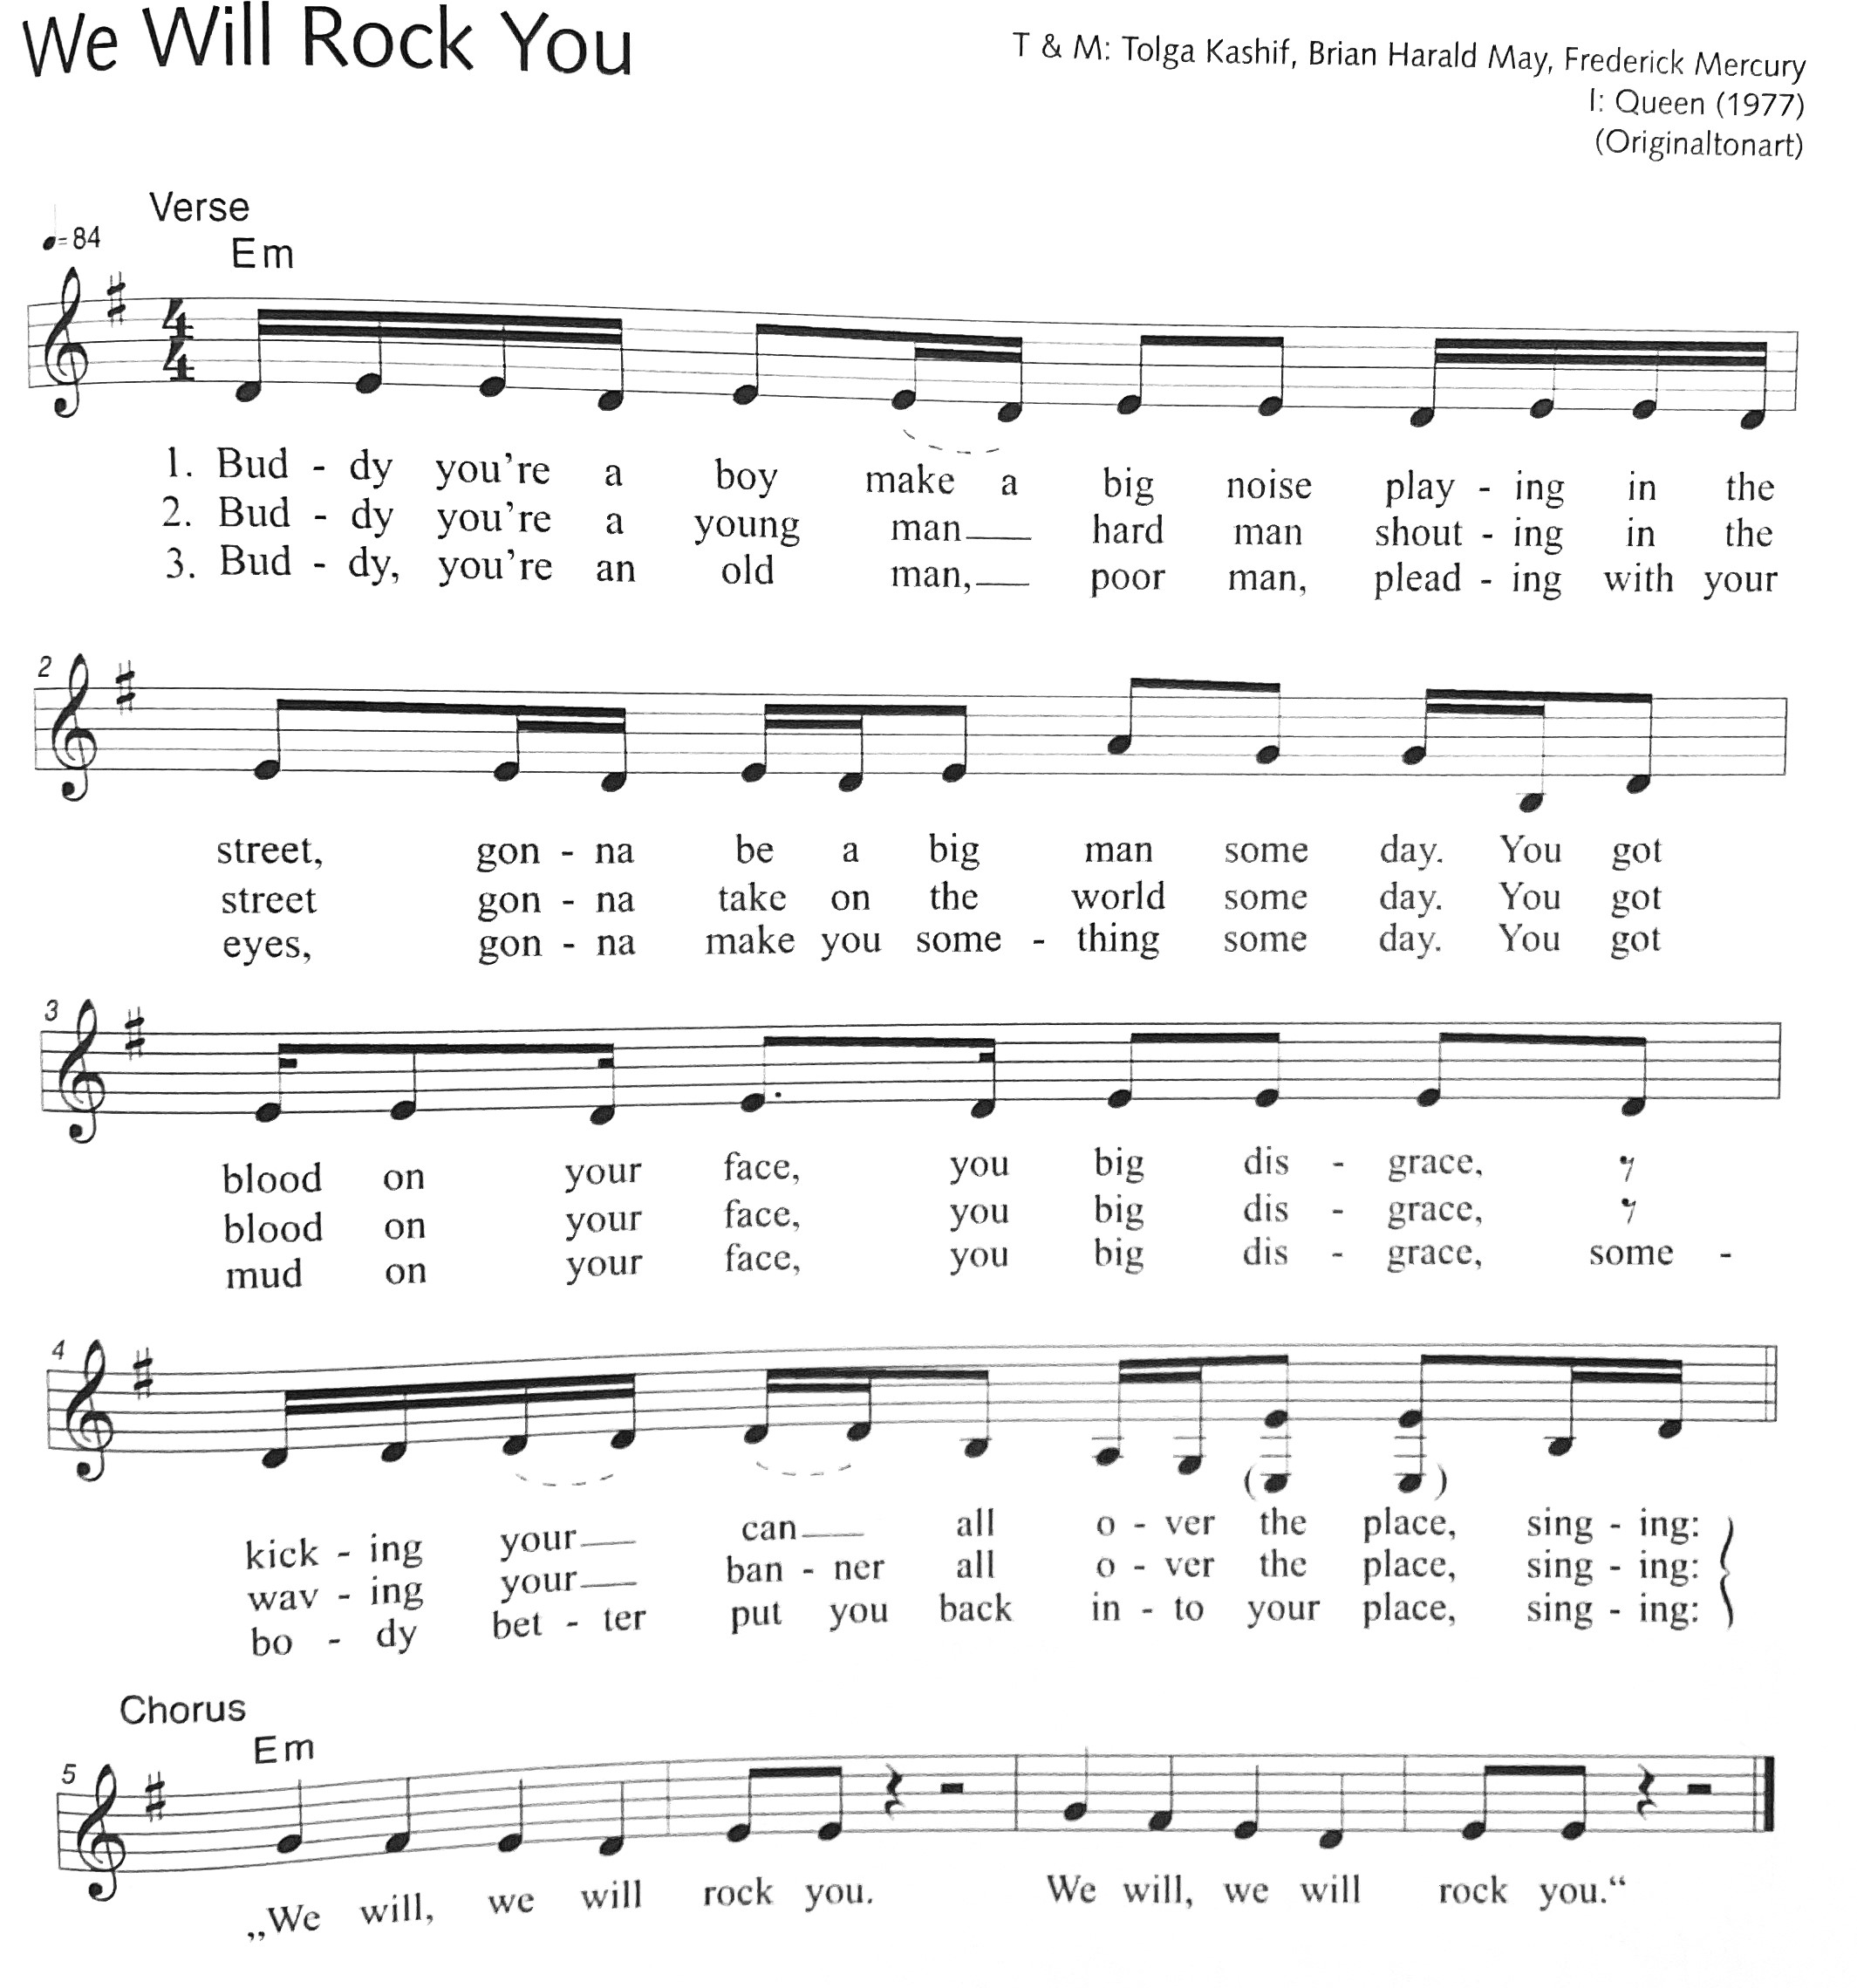 We Will Rock You
T & M: Tolga Kashif, Brian Harald May, Frederick Mercury
I: Queen (1977)
(Originaltonart)
Verse
= 84
Em
4
4
1. Bud - dy you're a boy make a big noise play - ing in the
2. Bud - dy you're a young man___ hard man shout - ing in the
3. Bud - dy, you're an old man,___ poor man, plead - ing with your
2
street, gon - na be a big man some day. You got
street gon - na take on the world some day. You got
eyes, gon - na make you some - thing some day. You got
3
blood on your face, you big dis - grace,
blood on your face, you big dis - grace,
mud on your face, you big dis - grace, some -
4
kick - ing your___ can___ all o - ver the place, sing - ing:
wav - ing your___ ban - ner all o - ver the place, sing - ing:
bo - dy bet - ter put you back in - to your place, sing - ing:
Chorus
Em
5
„We will, we will rock you. We will, we will rock you.“